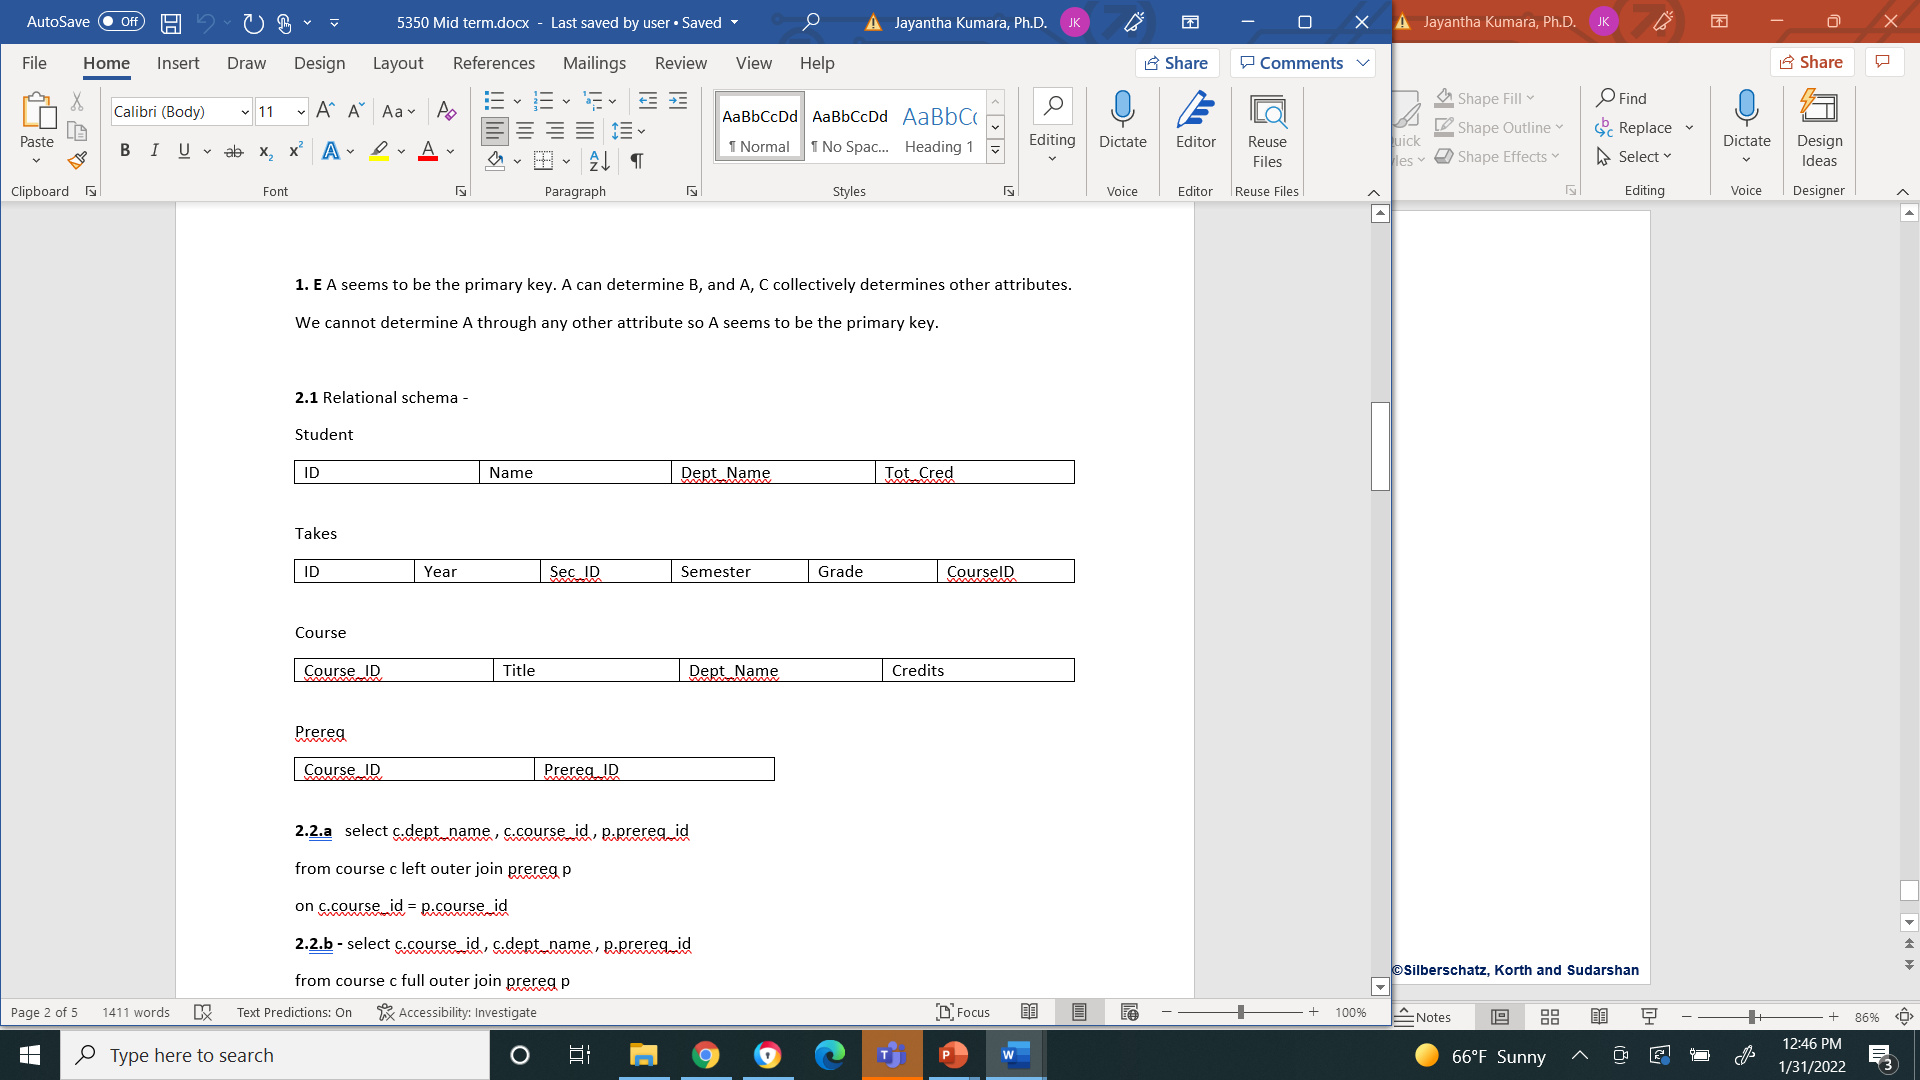 AutoSave Off 5350 Mid term.docx - Last saved by user • Saved Jayantha Kumara, Ph.D. JK
Jayantha Kumara, Ph.D. JK
File Home Insert Draw Design Layout References Mailings Review View Help Share Comments
Share
Paste
Clipboard
Calibri (Body) 11 A A Aa A
B I U ab x2 x2 A A
Font
Paragraph
AaBbCcDd AaBbCcDd AaBbC
¶ Normal ¶ No Spac... Heading 1
Styles
Editing
Dictate
Voice
Editor
Editor
Reuse
Files
Reuse Files
Shape Fill
Shape Outline
Shape Effects
Find
Replace
Select
Editing
Dictate
Voice
Design
Ideas
Designer
1. E A seems to be the primary key. A can determine B, and A, C collectively determines other attributes.
We cannot determine A through any other attribute so A seems to be the primary key.
2.1 Relational schema -
Student
ID Name Dept_Name Tot_Cred
Takes
ID Year Sec_ID Semester Grade CourseID
Course
Course_ID Title Dept_Name Credits
Prereq
Course_ID Prereq_ID
2.2.a select c.dept_name , c.course_id , p.prereq_id
from course c left outer join prereq p
on c.course_id = p.course_id
2.2.b - select c.course_id , c.dept_name , p.prereq_id
from course c full outer join prereq p
©Silberschatz, Korth and Sudarshan
Page 2 of 5 1411 words Text Predictions: On Accessibility: Investigate Focus 100%
Notes 86%
Type here to search
66°F Sunny
12:46 PM
1/31/2022
3